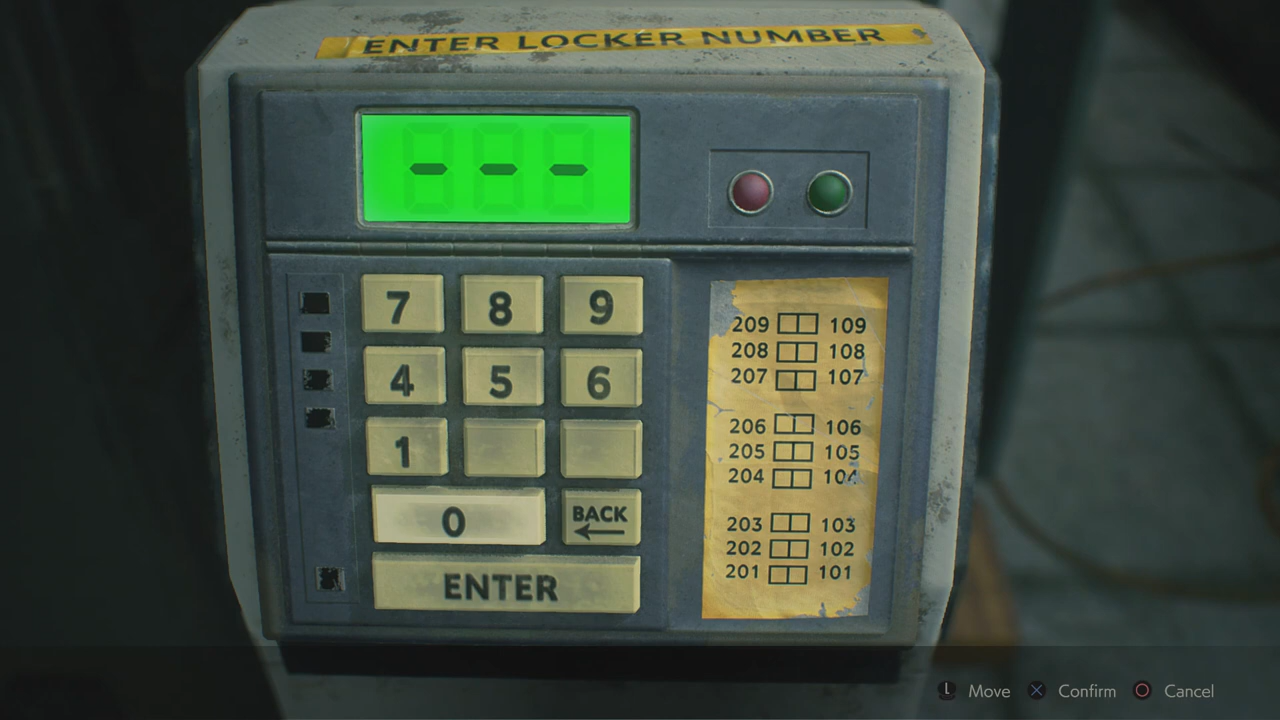 ENTER LOCKER NUMBER
- - -
7 8 9
4 5 6
1
0 BACK
ENTER
209 109
208 108
207 107
206 106
205 105
204 104
203 103
202 102
201 101
L Move X Confirm O Cancel